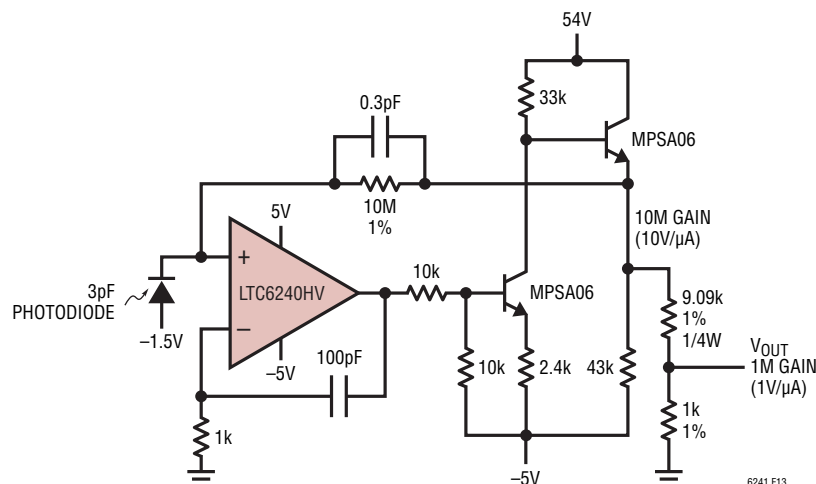 54V
33k
0.3pF
MPSA06
10M
1%
10M GAIN
(10V/µA)
5V
+
LTC6240HV
–
–5V
3pF
PHOTODIODE
–1.5V
10k
MPSA06
9.09k
1%
1/4W
VOUT
1M GAIN
(1V/µA)
100pF
10k
2.4k
43k
1k
1k
1%
–5V
6241 F13